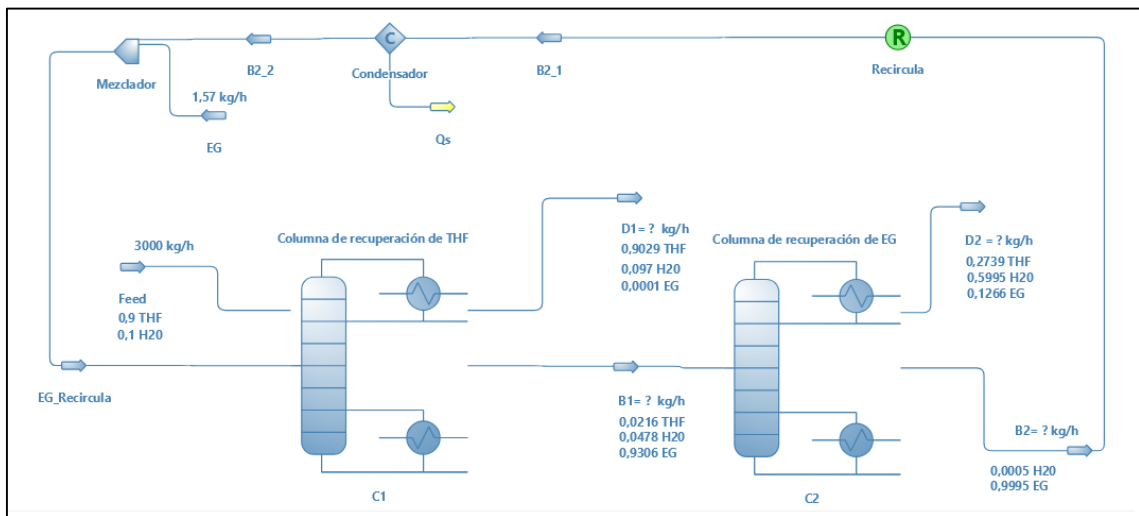 B2_2
C
Condensador
B2_1
R
Recircula
Mezclador
1,57 kg/h
EG
Qs
3000 kg/h
Feed
0,9 THF
0,1 H20
EG_Recircula
Columna de recuperación de THF
C1
D1= ? kg/h
0,9029 THF
0,097 H20
0,0001 EG
B1= ? kg/h
0,0216 THF
0,0478 H20
0,9306 EG
Columna de recuperación de EG
C2
D2 = ? kg/h
0,2739 THF
0,5995 H20
0,1266 EG
B2= ? kg/h
0,0005 H20
0,9995 EG